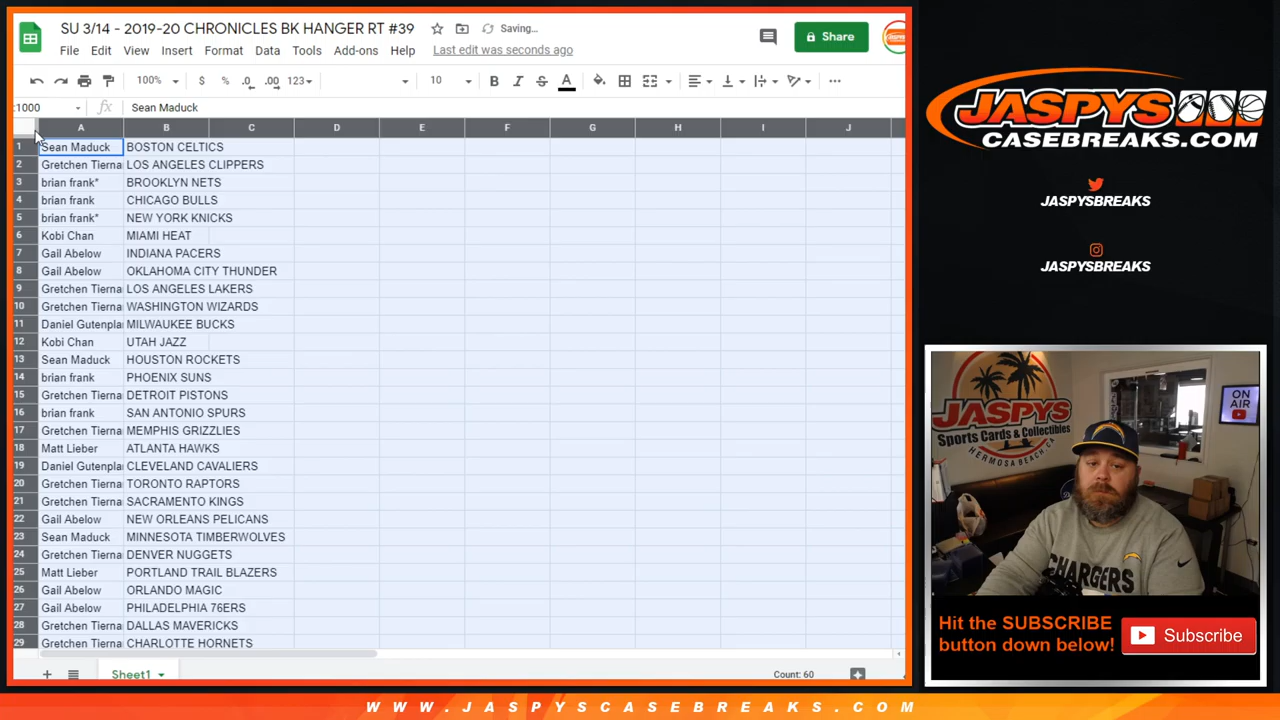 SU 3/14 - 2019-20 CHRONICLES BK HANGER RT #39
Saving...
File Edit View Insert Format Data Tools Add-ons Help Last edit was seconds ago
Share
100% $ % .0 .00 123 10 B I S A
:1000 fx Sean Maduck
A B C D E F G H I J
1 Sean Maduck BOSTON CELTICS
2 Gretchen Tierna LOS ANGELES CLIPPERS
3 brian frank* BROOKLYN NETS
4 brian frank CHICAGO BULLS
5 brian frank* NEW YORK KNICKS
6 Kobi Chan MIAMI HEAT
7 Gail Abelow INDIANA PACERS
8 Gail Abelow OKLAHOMA CITY THUNDER
9 Gretchen Tierna LOS ANGELES LAKERS
10 Gretchen Tierna WASHINGTON WIZARDS
11 Daniel Gutenpla MILWAUKEE BUCKS
12 Kobi Chan UTAH JAZZ
13 Sean Maduck HOUSTON ROCKETS
14 brian frank PHOENIX SUNS
15 Gretchen Tierna DETROIT PISTONS
16 brian frank SAN ANTONIO SPURS
17 Gretchen Tierna MEMPHIS GRIZZLIES
18 Matt Lieber ATLANTA HAWKS
19 Daniel Gutenpla CLEVELAND CAVALIERS
20 Gretchen Tierna TORONTO RAPTORS
21 Gretchen Tierna SACRAMENTO KINGS
22 Gail Abelow NEW ORLEANS PELICANS
23 Sean Maduck MINNESOTA TIMBERWOLVES
24 Gretchen Tierna DENVER NUGGETS
25 Matt Lieber PORTLAND TRAIL BLAZERS
26 Gail Abelow ORLANDO MAGIC
27 Gail Abelow PHILADELPHIA 76ERS
28 Gretchen Tierna DALLAS MAVERICKS
29 Gretchen Tierna CHARLOTTE HORNETS
Sheet1
Count: 60
JASPYS
CASEBREAKS.COM
JASPYSBREAKS
JASPYSBREAKS
JASPYS
Sports Cards & Collectibles
HERMOSA BEACH, CA
ON AIR
CHARGERS
Hit the SUBSCRIBE
button down below!
Subscribe
WWW.JASPYSCASEBREAKS.COM